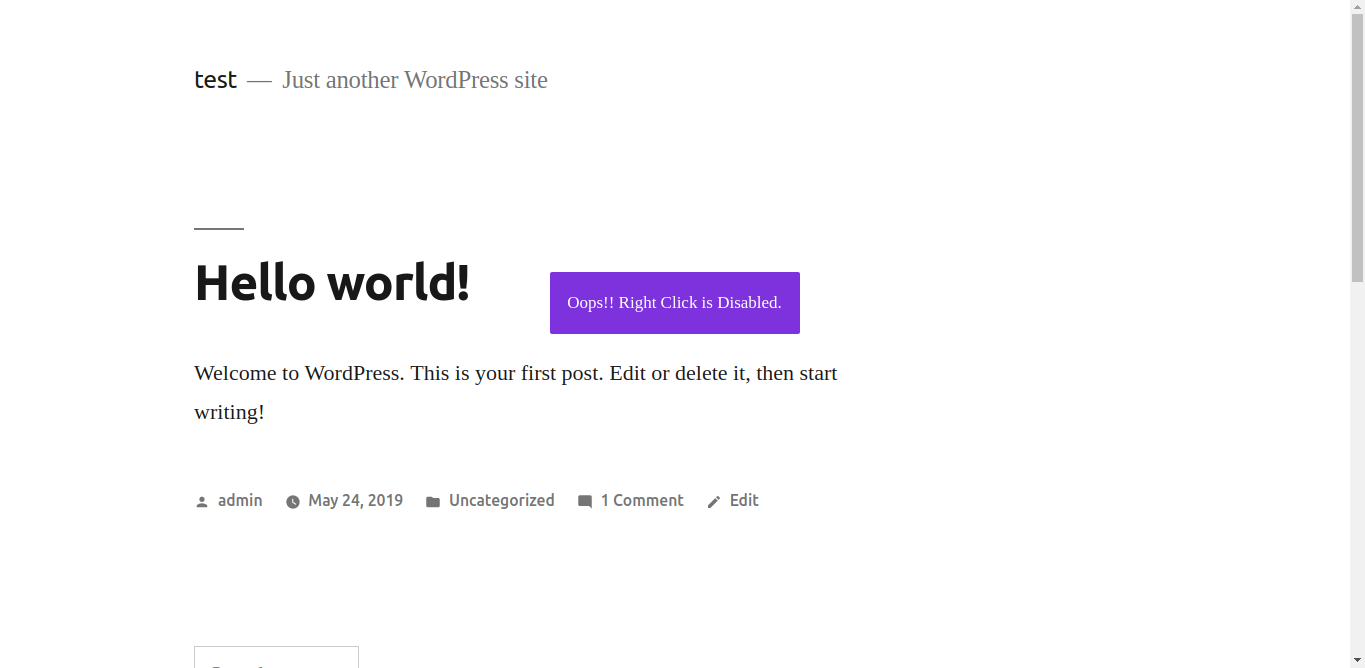 test — Just another WordPress site
Hello world!
Oops!! Right Click is Disabled.
Welcome to WordPress. This is your first post. Edit or delete it, then start
writing!
admin May 24, 2019 Uncategorized 1 Comment Edit